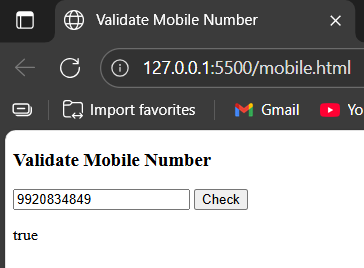 Validate Mobile Number
127.0.0.1:5500/mobile.html
Import favorites
Gmail
Yo
Validate Mobile Number
9920834849 Check
true